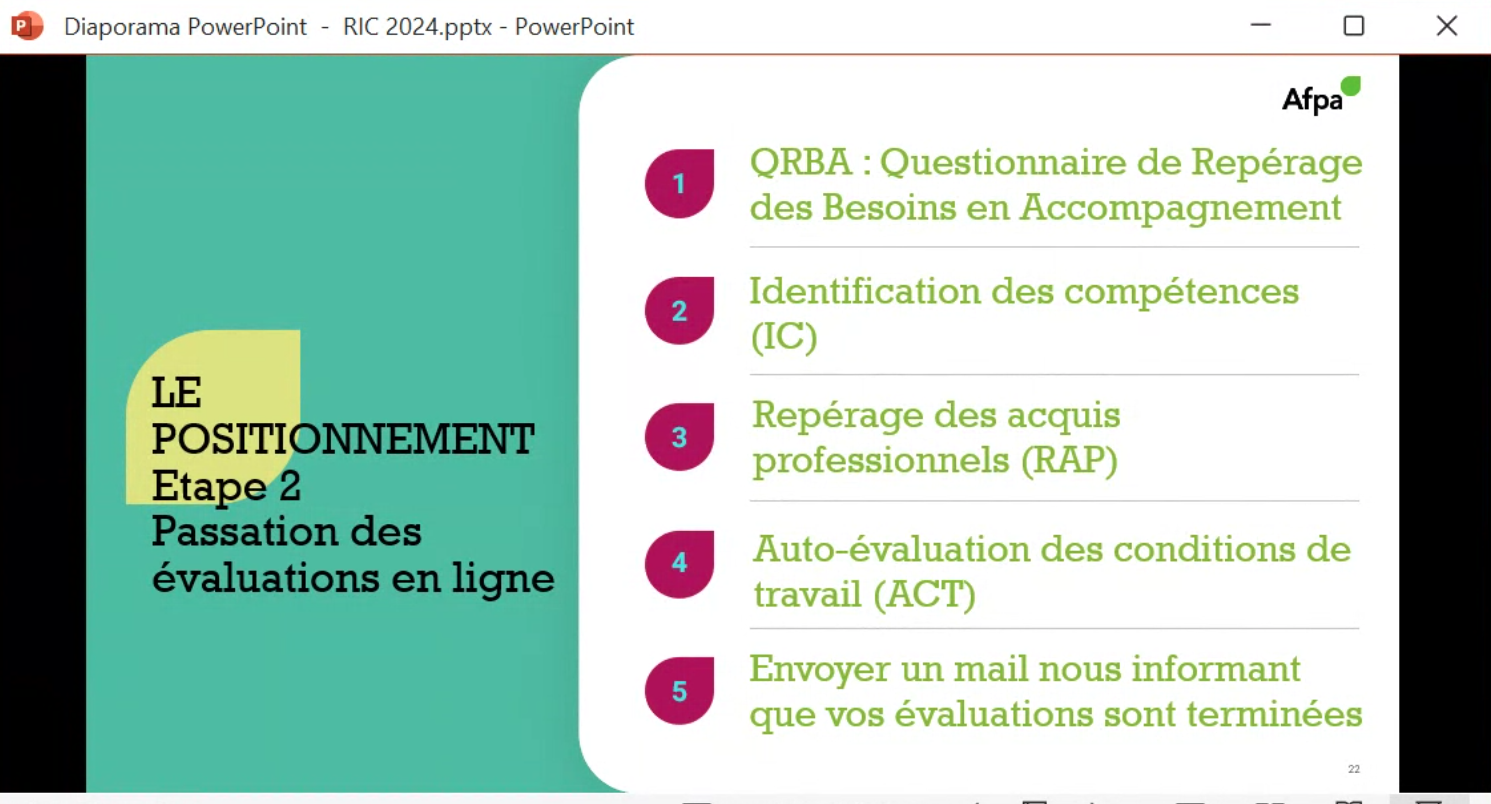 Diaporama PowerPoint - RIC 2024.pptx - PowerPoint
Afpa
LE
POSITIONNEMENT
Etape 2
Passation des
évaluations en ligne
1
QRBA : Questionnaire de Repérage
des Besoins en Accompagnement
2
Identification des compétences
(IC)
3
Repérage des acquis
professionnels (RAP)
4
Auto-évaluation des conditions de
travail (ACT)
5
Envoyer un mail nous informant
que vos évaluations sont terminées
22